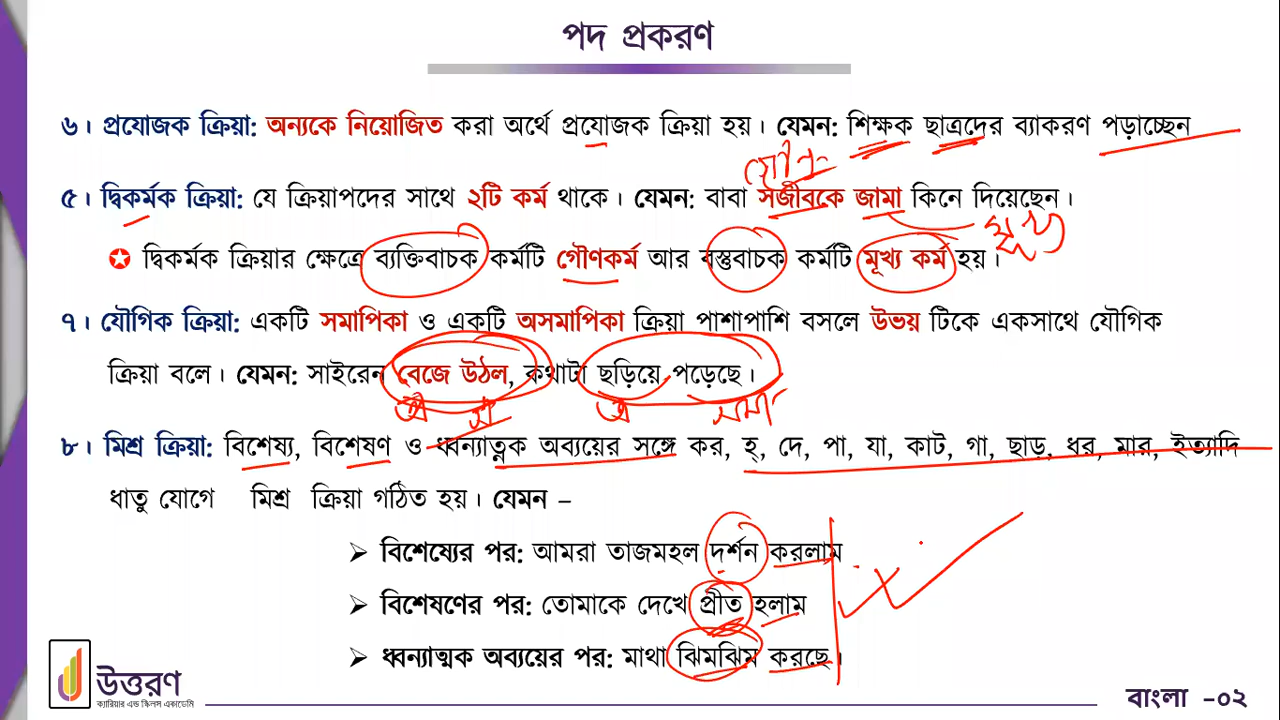 পদ প্রকরণ
৬। প্রযোজক ক্রিয়া: অন্যকে নিয়োজিত করা অর্থে প্রযোজক ক্রিয়া হয়। যেমন: শিক্ষক ছাত্রদের ব্যাকরণ পড়াচ্ছেন
গৌণ
৫। দ্বিকর্মক ক্রিয়া: যে ক্রিয়াপদের সাথে ২টি কর্ম থাকে। যেমন: বাবা সজীবকে জামা কিনে দিয়েছেন।
মূখ্য
দ্বিকর্মক ক্রিয়ার ক্ষেত্রে ব্যক্তিবাচক কর্মটি গৌণকর্ম আর বস্তুবাচক কর্মটি মূখ্য কর্ম হয়।
৭। যৌগিক ক্রিয়া: একটি সমাপিকা ও একটি অসমাপিকা ক্রিয়া পাশাপাশি বসলে উভয় টিকে একসাথে যৌগিক
ক্রিয়া বলে। যেমন: সাইরেন বেজে উঠল, কথাটা ছড়িয়ে পড়েছে।
অ স অ সমা
৮। মিশ্র ক্রিয়া: বিশেষ্য, বিশেষণ ও ধ্বন্যাত্নক অব্যয়ের সঙ্গে কর, হ্, দে, পা, যা, কাট, গা, ছাড়, ধর, মার, ইত্যাদি
ধাতু যোগে মিশ্র ক্রিয়া গঠিত হয়। যেমন –
➢ বিশেষ্যের পর: আমরা তাজমহল দর্শন করলাম
➢ বিশেষণের পর: তোমাকে দেখে প্রীত হলাম
➢ ধ্বন্যাত্মক অব্যয়ের পর: মাথা ঝিমঝিম করছে।
উত্তরণ
ক্যারিয়ার এন্ড স্কিলস একাডেমি
বাংলা -০২